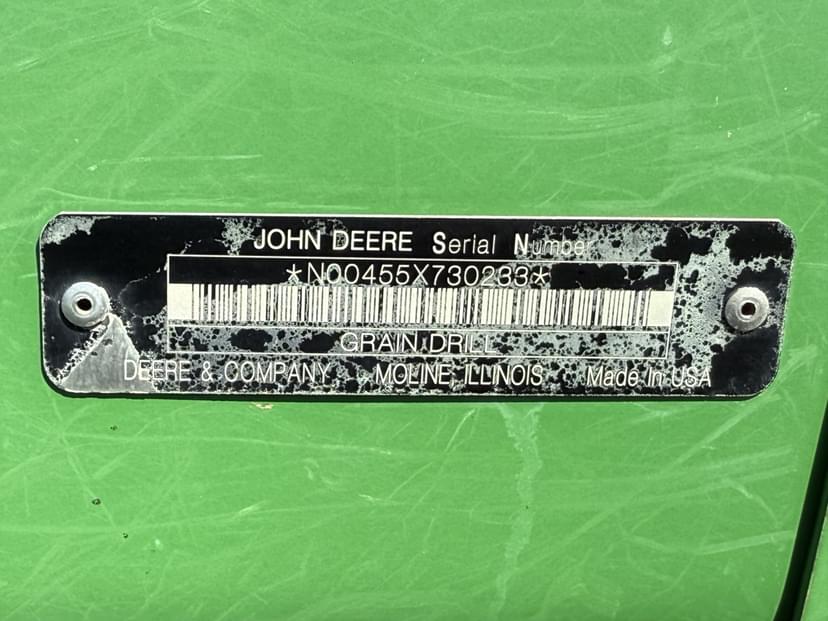 JOHN DEERE Serial Number
*N00455X730233*
GRAIN DRILL
DEERE & COMPANY MOLINE, ILLINOIS Made In USA